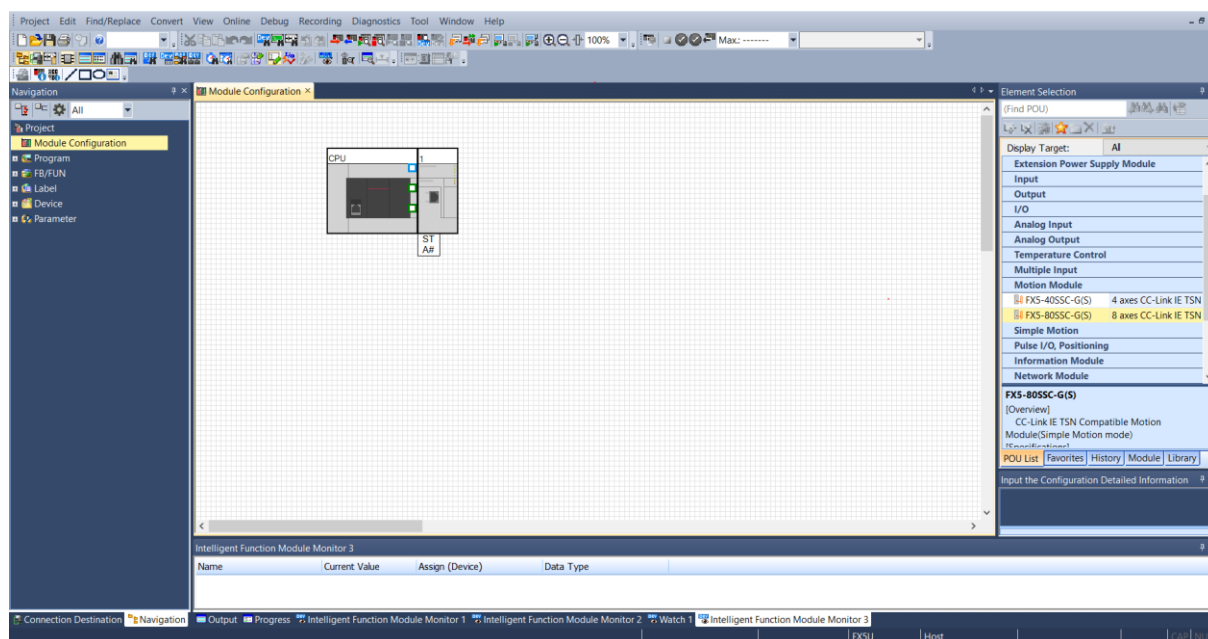 Project Edit Find/Replace Convert View Online Debug Recording Diagnostics Tool Window Help
100% Max.: -------
Navigation
All
Project
Module Configuration
Program
FB/FUN
Label
Device
Parameter
Module Configuration
CPU 1
ST
A#
Element Selection
(Find POU)
Display Target: All
Extension Power Supply Module
Input
Output
I/O
Analog Input
Analog Output
Temperature Control
Multiple Input
Motion Module
FX5-40SSC-G(S) 4 axes CC-Link IE TSN
FX5-80SSC-G(S) 8 axes CC-Link IE TSN
Simple Motion
Pulse I/O, Positioning
Information Module
Network Module
FX5-80SSC-G(S)
[Overview]
CC-Link IE TSN Compatible Motion
Module(Simple Motion mode)
[Specifications]
POU List Favorites History Module Library
Input the Configuration Detailed Information
Intelligent Function Module Monitor 3
Name Current Value Assign (Device) Data Type
Connection Destination Navigation Output Progress Intelligent Function Module Monitor 1 Intelligent Function Module Monitor 2 Watch 1 Intelligent Function Module Monitor 3
FX5U Host CAP NU